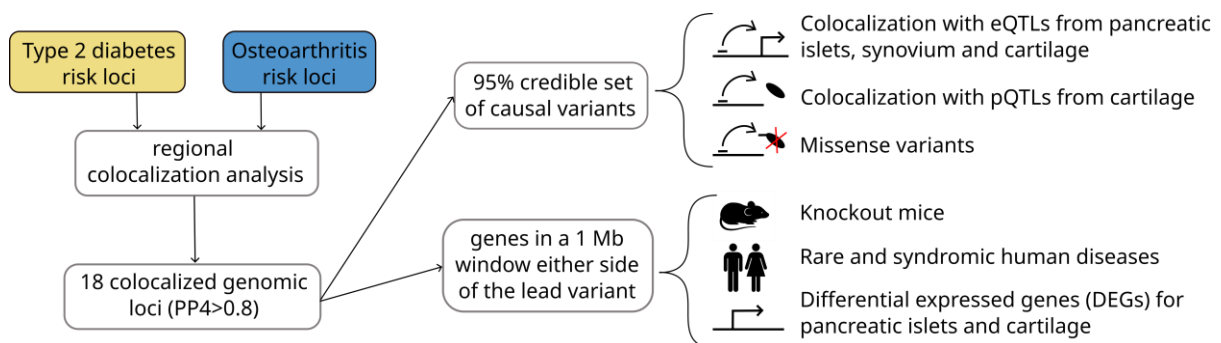 Type 2 diabetes
risk loci
Osteoarthritis
risk loci
regional
colocalization analysis
18 colocalized genomic
loci (PP4>0.8)
95% credible set
of causal variants
genes in a 1 Mb
window either side
of the lead variant
Colocalization with eQTLs from pancreatic
islets, synovium and cartilage
Colocalization with pQTLs from cartilage
Missense variants
Knockout mice
Rare and syndromic human diseases
Differential expressed genes (DEGs) for
pancreatic islets and cartilage